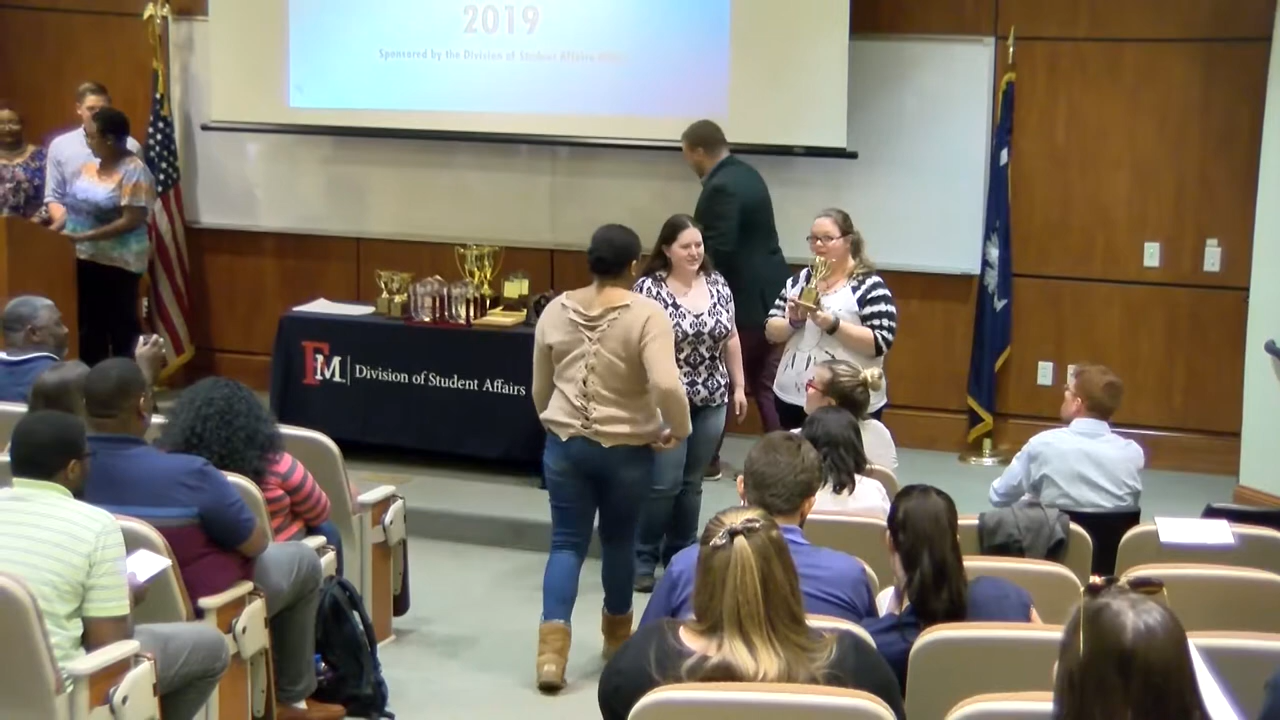 2019
Sponsored by the Division of Student Affairs
FM
Division of Student Affairs